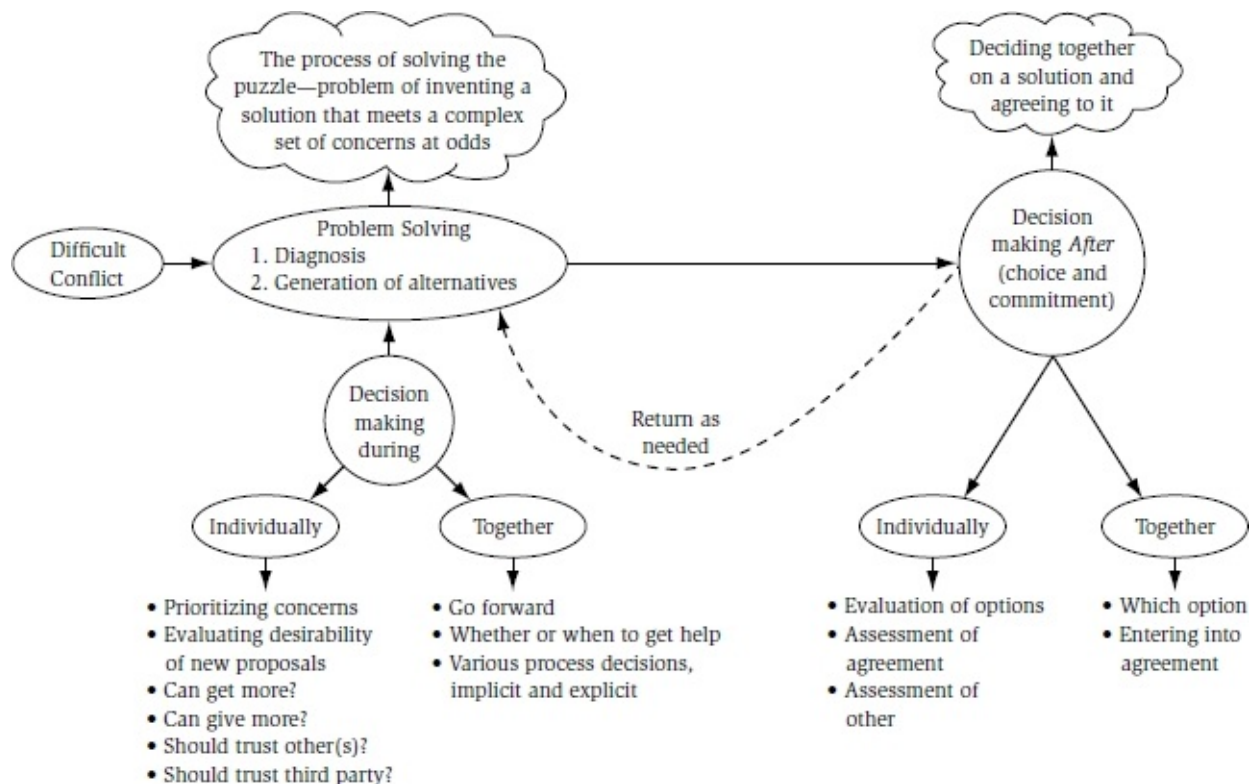 The process of solving the
puzzle—problem of inventing a
solution that meets a complex
set of concerns at odds
Deciding together
on a solution and
agreeing to it
Difficult
Conflict
Problem Solving
1. Diagnosis
2. Generation of alternatives
Decision
making After
(choice and
commitment)
Decision
making
during
Return as
needed
Individually
Together
Individually
Together
• Prioritizing concerns
• Evaluating desirability
of new proposals
• Can get more?
• Can give more?
• Should trust other(s)?
• Should trust third party?
• Go forward
• Whether or when to get help
• Various process decisions,
implicit and explicit
• Evaluation of options
• Assessment of
agreement
• Assessment of
other
• Which option
• Entering into
agreement